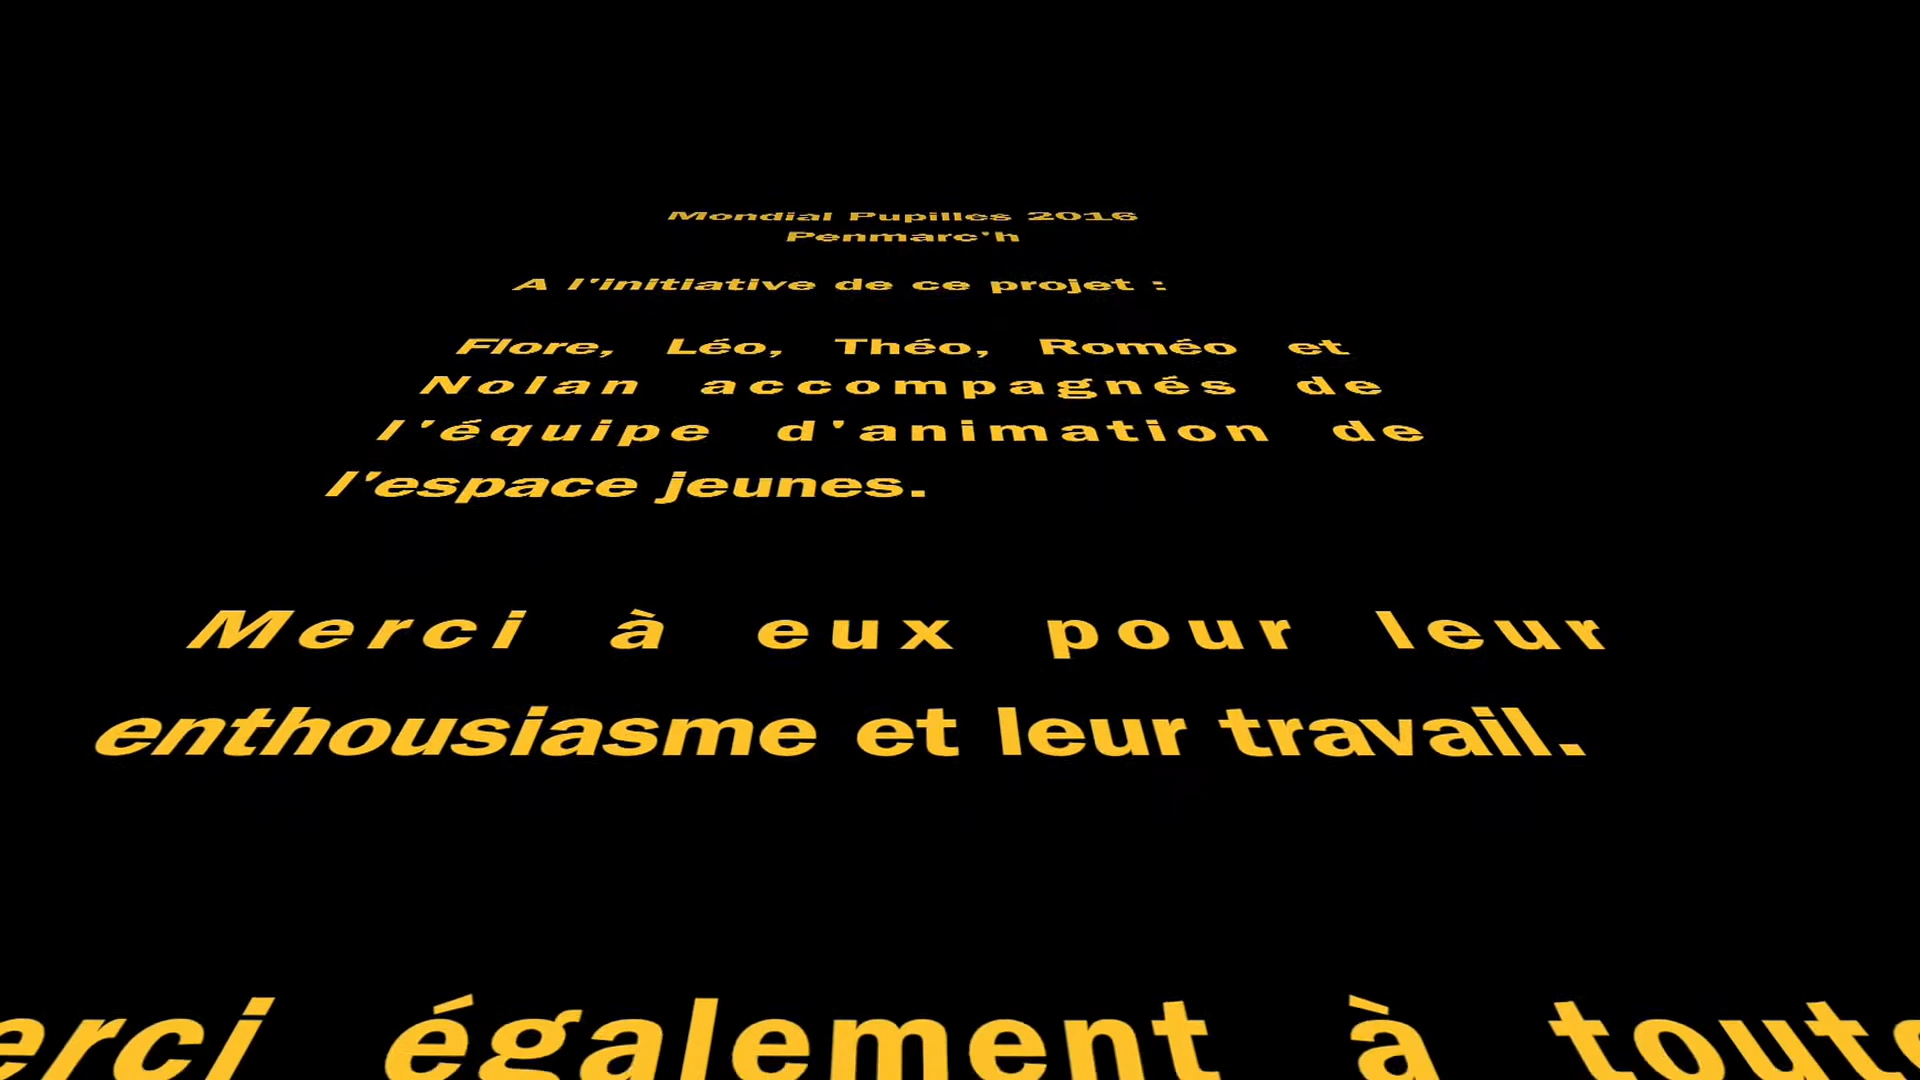 Mondial Pupilles 2016
Penmarc'h
A l'initiative de ce projet :
Flore, Léo, Théo, Roméo et
Nolan accompagnés de
l'équipe d'animation de
l'espace jeunes.
Merci à eux pour leur
enthousiasme et leur travail.
également à